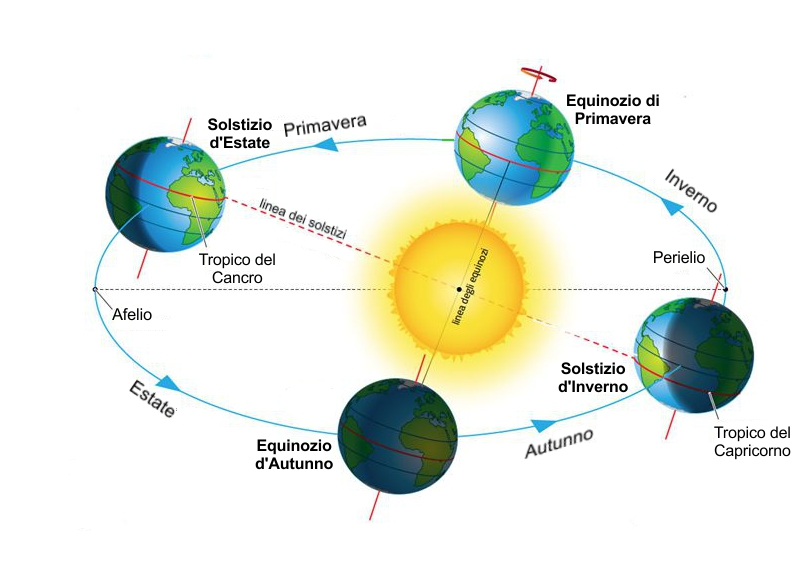 Equinozio di
Primavera
Solstizio
d'Estate
Primavera
Inverno
linea dei solstizi
Tropico del
Cancro
linea degli equinozi
Perielio
Afelio
Solstizio
d'Inverno
Estate
Autunno
Equinozio
d'Autunno
Tropico del
Capricorno